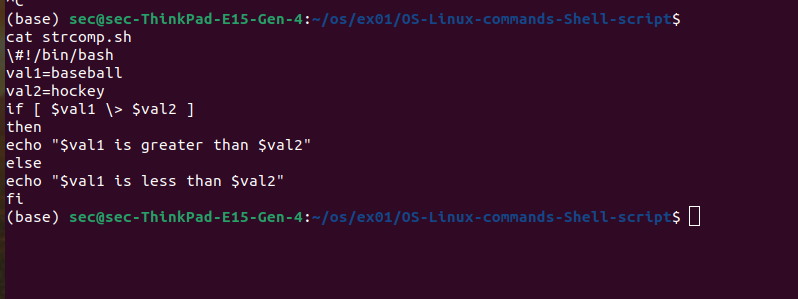 ^C
(base) sec@sec-ThinkPad-E15-Gen-4:~/os/ex01/OS-Linux-commands-Shell-script$
cat strcomp.sh
\#!/bin/bash
val1=baseball
val2=hockey
if [ $val1 \> $val2 ]
then
echo "$val1 is greater than $val2"
else
echo "$val1 is less than $val2"
fi
(base) sec@sec-ThinkPad-E15-Gen-4:~/os/ex01/OS-Linux-commands-Shell-script$